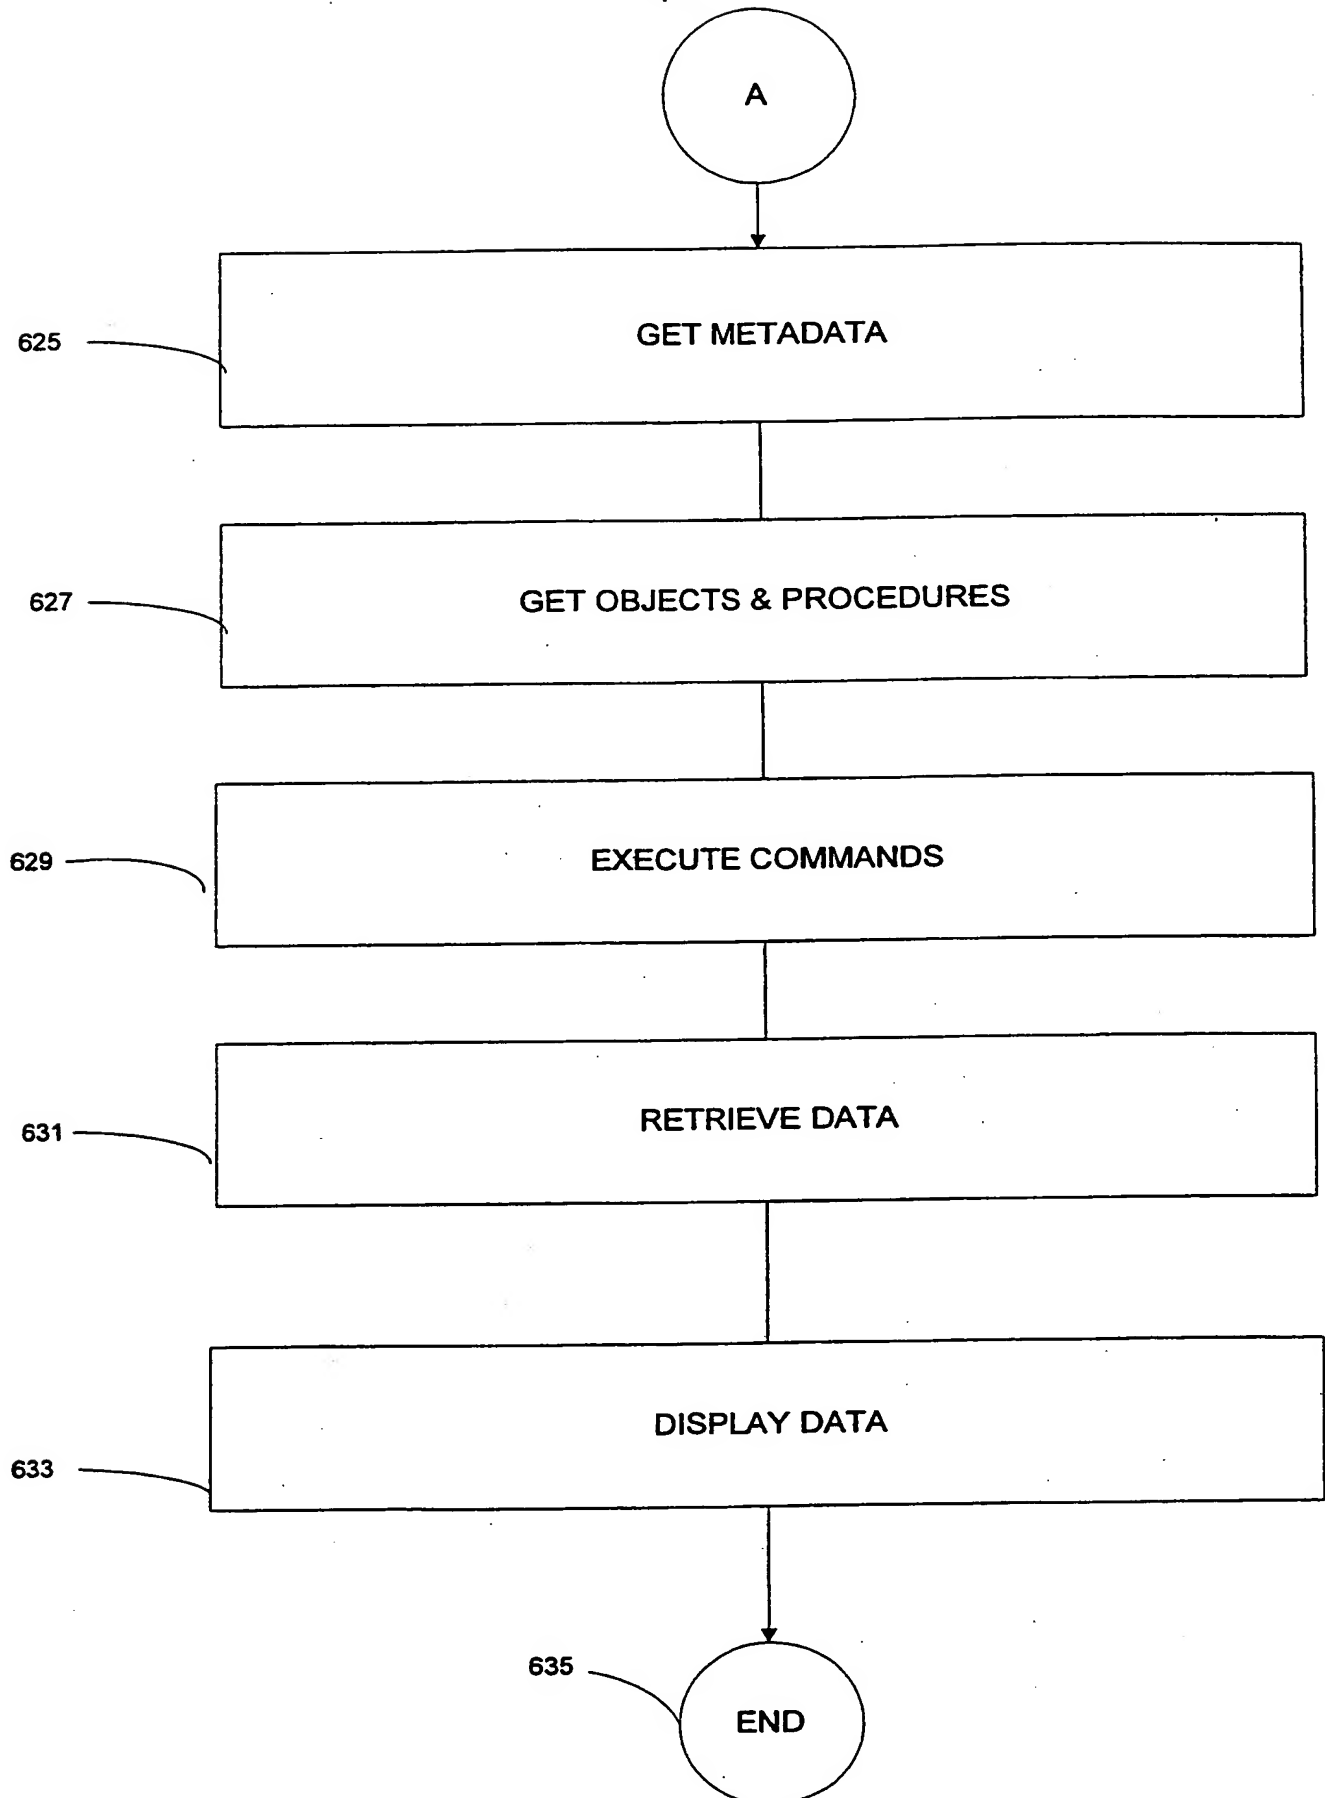 A
625
GET METADATA
627
GET OBJECTS & PROCEDURES
629
EXECUTE COMMANDS
631
RETRIEVE DATA
DISPLAY DATA
633
635
END